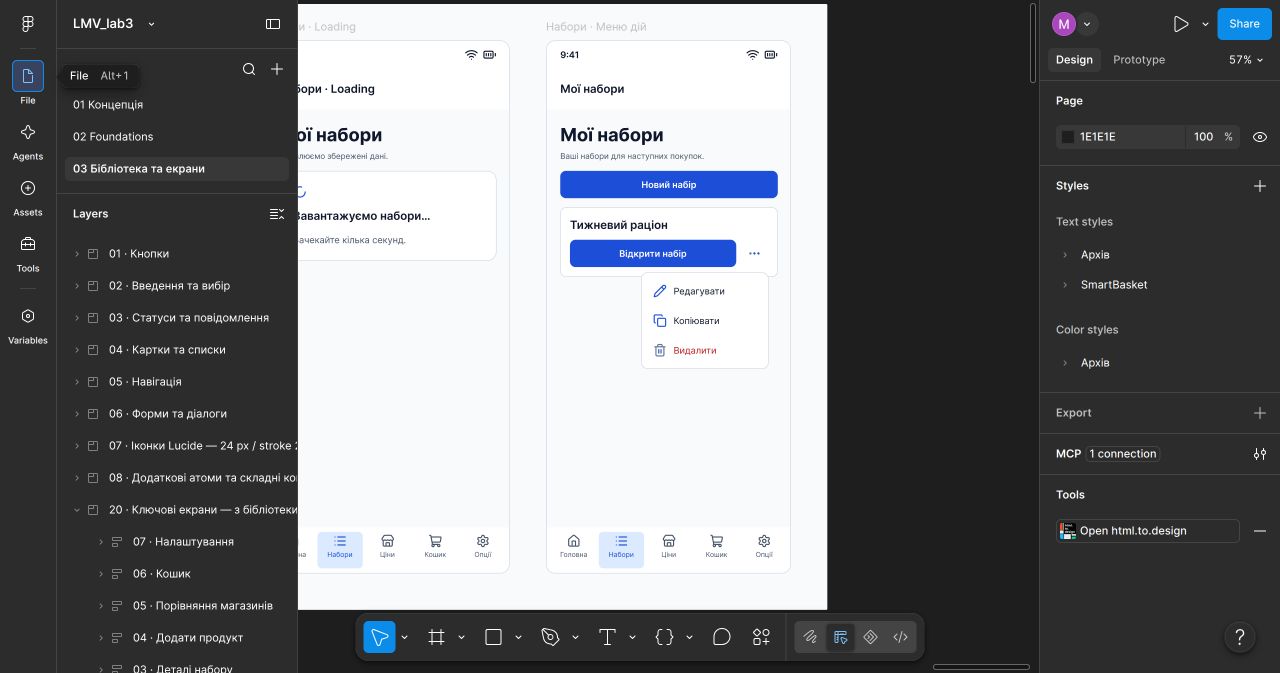 LMV_lab3
File Alt+1
File
Agents
Assets
Tools
Variables
01 Концепція
02 Foundations
03 Бібліотека та екрани
Layers
01 · Кнопки
02 · Введення та вибір
03 · Статуси та повідомлення
04 · Картки та списки
05 · Навігація
06 · Форми та діалоги
07 · Іконки Lucide — 24 px / stroke
08 · Додаткові атоми та складні
20 · Ключові екрани — з бібліотеки
07 · Налаштування
06 · Кошик
05 · Порівняння магазинів
04 · Додати продукт
03 · Деталі набору
· Loading
· Loading
набори
збережені дані.
Завантажуємо набори...
Зачекайте кілька секунд.
Набори
Ціни
Кошик
Опції
Набори · Меню дій
9:41
Мої набори
Мої набори
Ваші набори для наступних покупок.
Новий набір
Тижневий раціон
Відкрити набір
Редагувати
Копіювати
Видалити
Головна
Набори
Ціни
Кошик
Опції
M
Share
Design Prototype 57%
Page
1E1E1E 100 %
Styles
Text styles
Архів
SmartBasket
Color styles
Архів
Export
MCP 1 connection
Tools
Open html.to.design
?